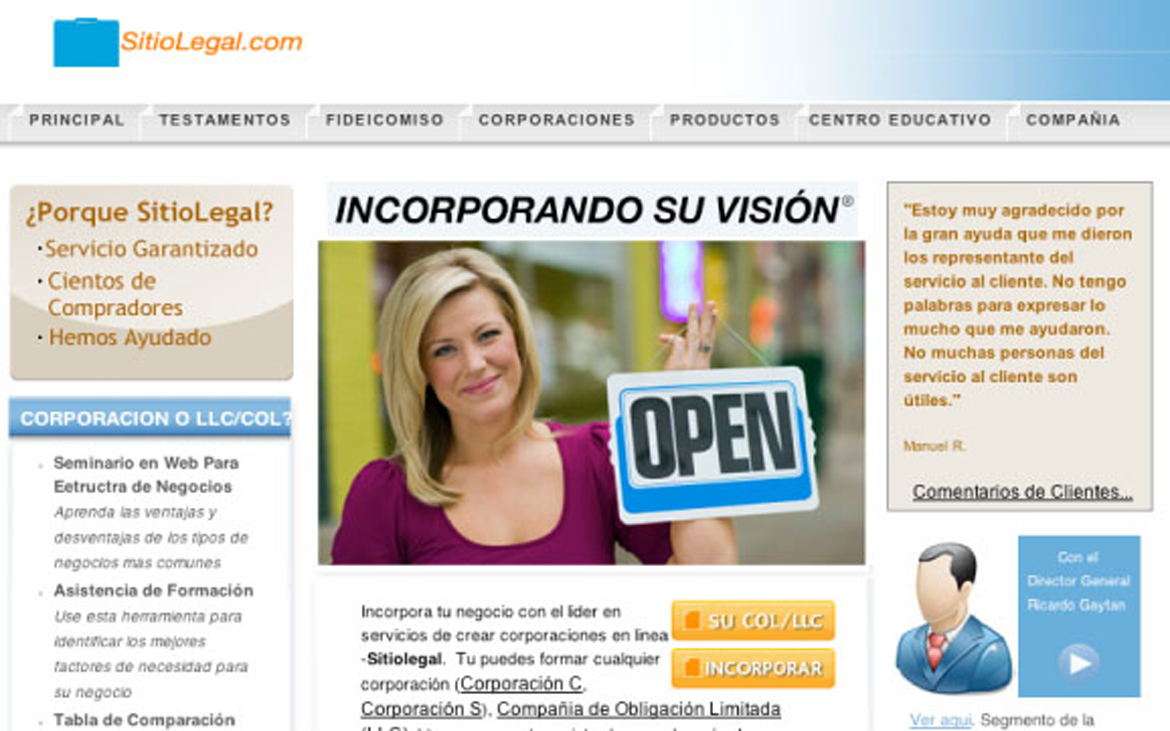 SitioLegal.com
PRINCIPAL TESTAMENTOS FIDEICOMISO CORPORACIONES PRODUCTOS CENTRO EDUCATIVO COMPAÑIA
¿Porque SitioLegal?
·Servicio Garantizado
· Cientos de
Compradores
· Hemos Ayudado
CORPORACION O LLC/COL?
Seminario en Web Para
Eetructra de Negocios
Aprenda las ventajas y
desventajas de los tipos de
negocios mas comunes
Asistencia de Formación
Use esta herramienta para
identificar los mejores
factores de necesidad para
su negocio
Tabla de Comparación
INCORPORANDO SU VISIÓN®
OPEN
Incorpora tu negocio con el lider en
servicios de crear corporaciones en linea
-Sitiolegal. Tu puedes formar cualquier
corporación (Corporación C,
Corporación S), Compañia de Obligación Limitada
SU COL/LLC
INCORPORAR
"Estoy muy agradecido por
la gran ayuda que me dieron
los representante del
servicio al cliente. No tengo
palabras para expresar lo
mucho que me ayudaron.
No muchas personas del
servicio al cliente son
útiles."
Manuel R.
Comentarios de Clientes...
Con el
Director General
Ricardo Gaytan
Ver aqui. Segmento de la